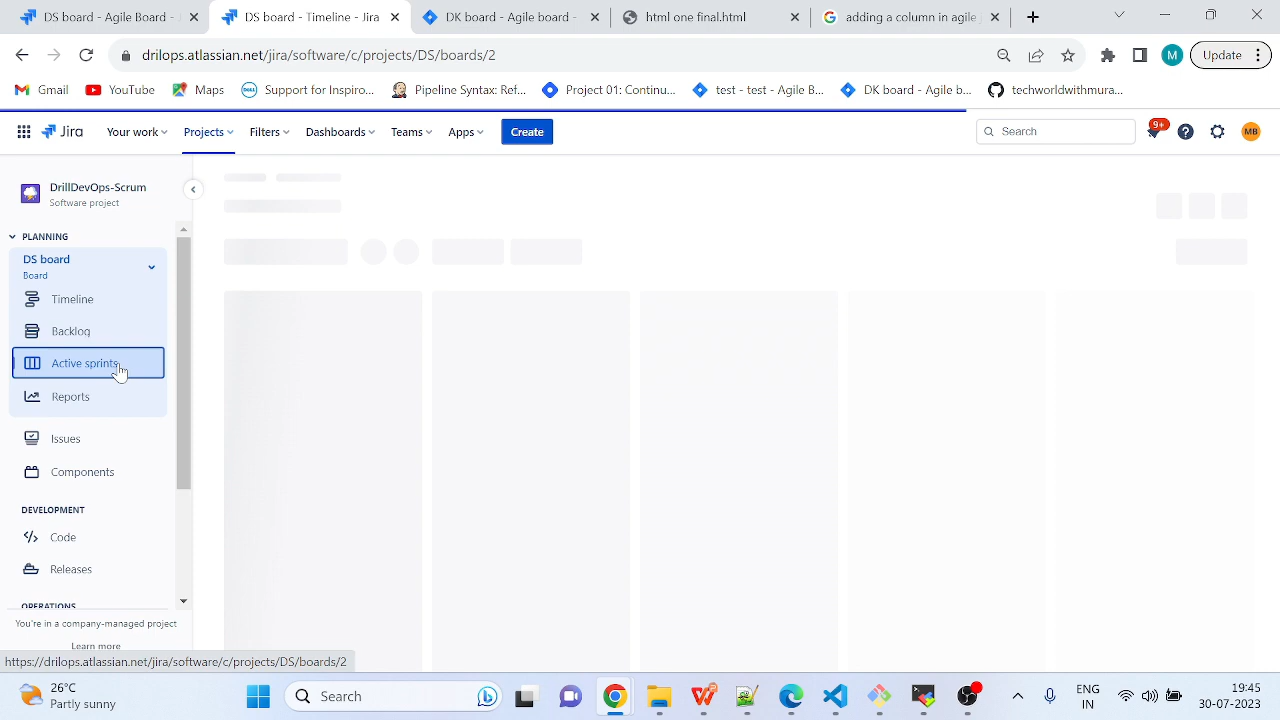 DS board - Agile board -
DS board - Timeline - Jira
DK board - Agile board -
html one final.html
adding a column in agile
drilops.atlassian.net/jira/software/c/projects/DS/boards/2
M
Update
Gmail
YouTube
Maps
Support for Inspiro...
Pipeline Syntax: Ref...
Project 01: Continu...
test - test - Agile B...
DK board - Agile b...
techworldwithmura...
Jira
Your work
Projects
Filters
Dashboards
Teams
Apps
Create
Search
9+
MB
DrillDevOps-Scrum
Software project
PLANNING
DS board
Board
Timeline
Backlog
Active sprints
Reports
Issues
Components
DEVELOPMENT
Code
Releases
OPERATIONS
You're in a company-managed project
Learn more
https://drilops.atlassian.net/jira/software/c/projects/DS/boards/2
26°C
Partly sunny
Search
ENG
IN
19:45
30-07-2023